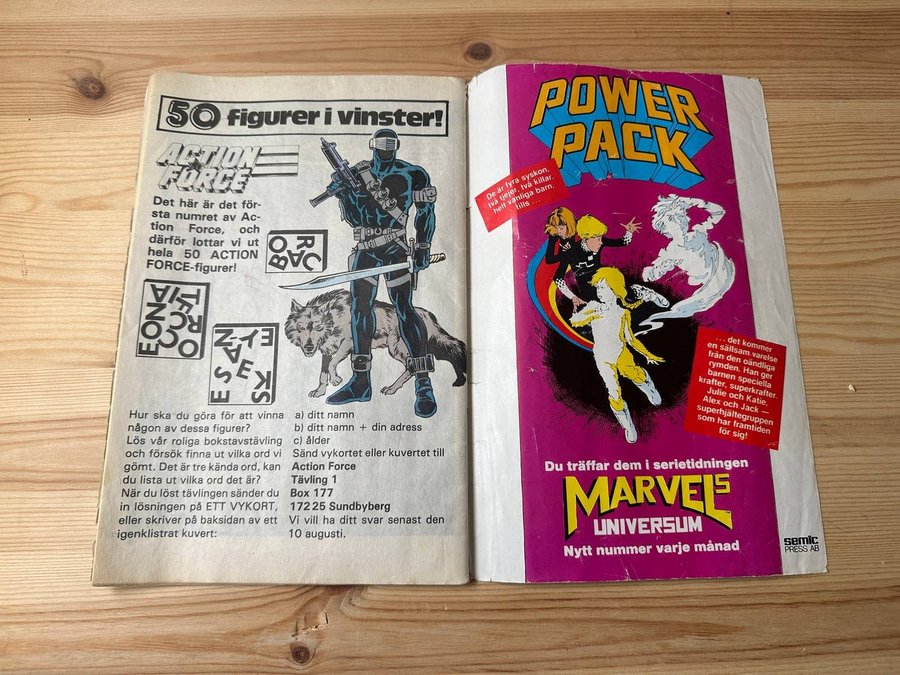 50 figurer i vinster!
ACTION
FORCE
Det här är det för-
sta numret av Ac-
tion Force, och
därför lottar vi ut
hela 50 ACTION
FORCE-figurer!
Hur ska du göra för att vinna
någon av dessa figurer?
Lös vår roliga bokstavstävling
och försök finna ut vilka ord vi
gömt. Det är tre kända ord, kan
du lista ut vilka ord det är?
När du löst tävlingen sänder du
in lösningen på ETT VYKORT,
eller skriver på baksidan av ett
igenklistrat kuvert:
a) ditt namn
b) ditt namn + din adress
c) ålder
Sänd vykortet eller kuvertet till
Action Force
Tävling 1
Box 177
172 25 Sundbyberg
Vi vill ha ditt svar senast den
10 augusti.
POWER
PACK
De är fyra syskon,
två tjejer, två killar,
helt vanliga barn,
tills . . .
. . . det kommer
en sällsam varelse
från den oändliga
rymden. Han ger
barnen speciella
krafter, superkrafter.
Julie och Katie,
Alex och Jack —
superhjältegruppen
som har framtiden
för sig!
Du träffar dem i serietidningen
MARVELS
UNIVERSUM
Nytt nummer varje månad
semic
PRESS AB